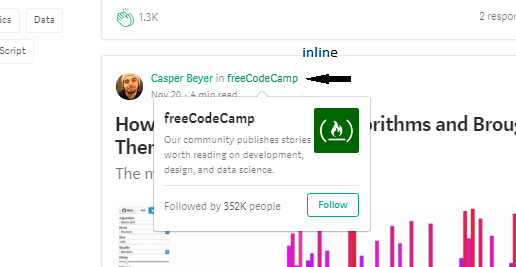 ics
Data
Script
1.3K
2 respon
inline
Casper Beyer in freeCodeCamp
Nov 20 · 4 min read
freeCodeCamp
Our community publishes stories
worth reading on development,
design, and data science.
Followed by 352K people
Follow
How
orithms and Broug
Then
The m